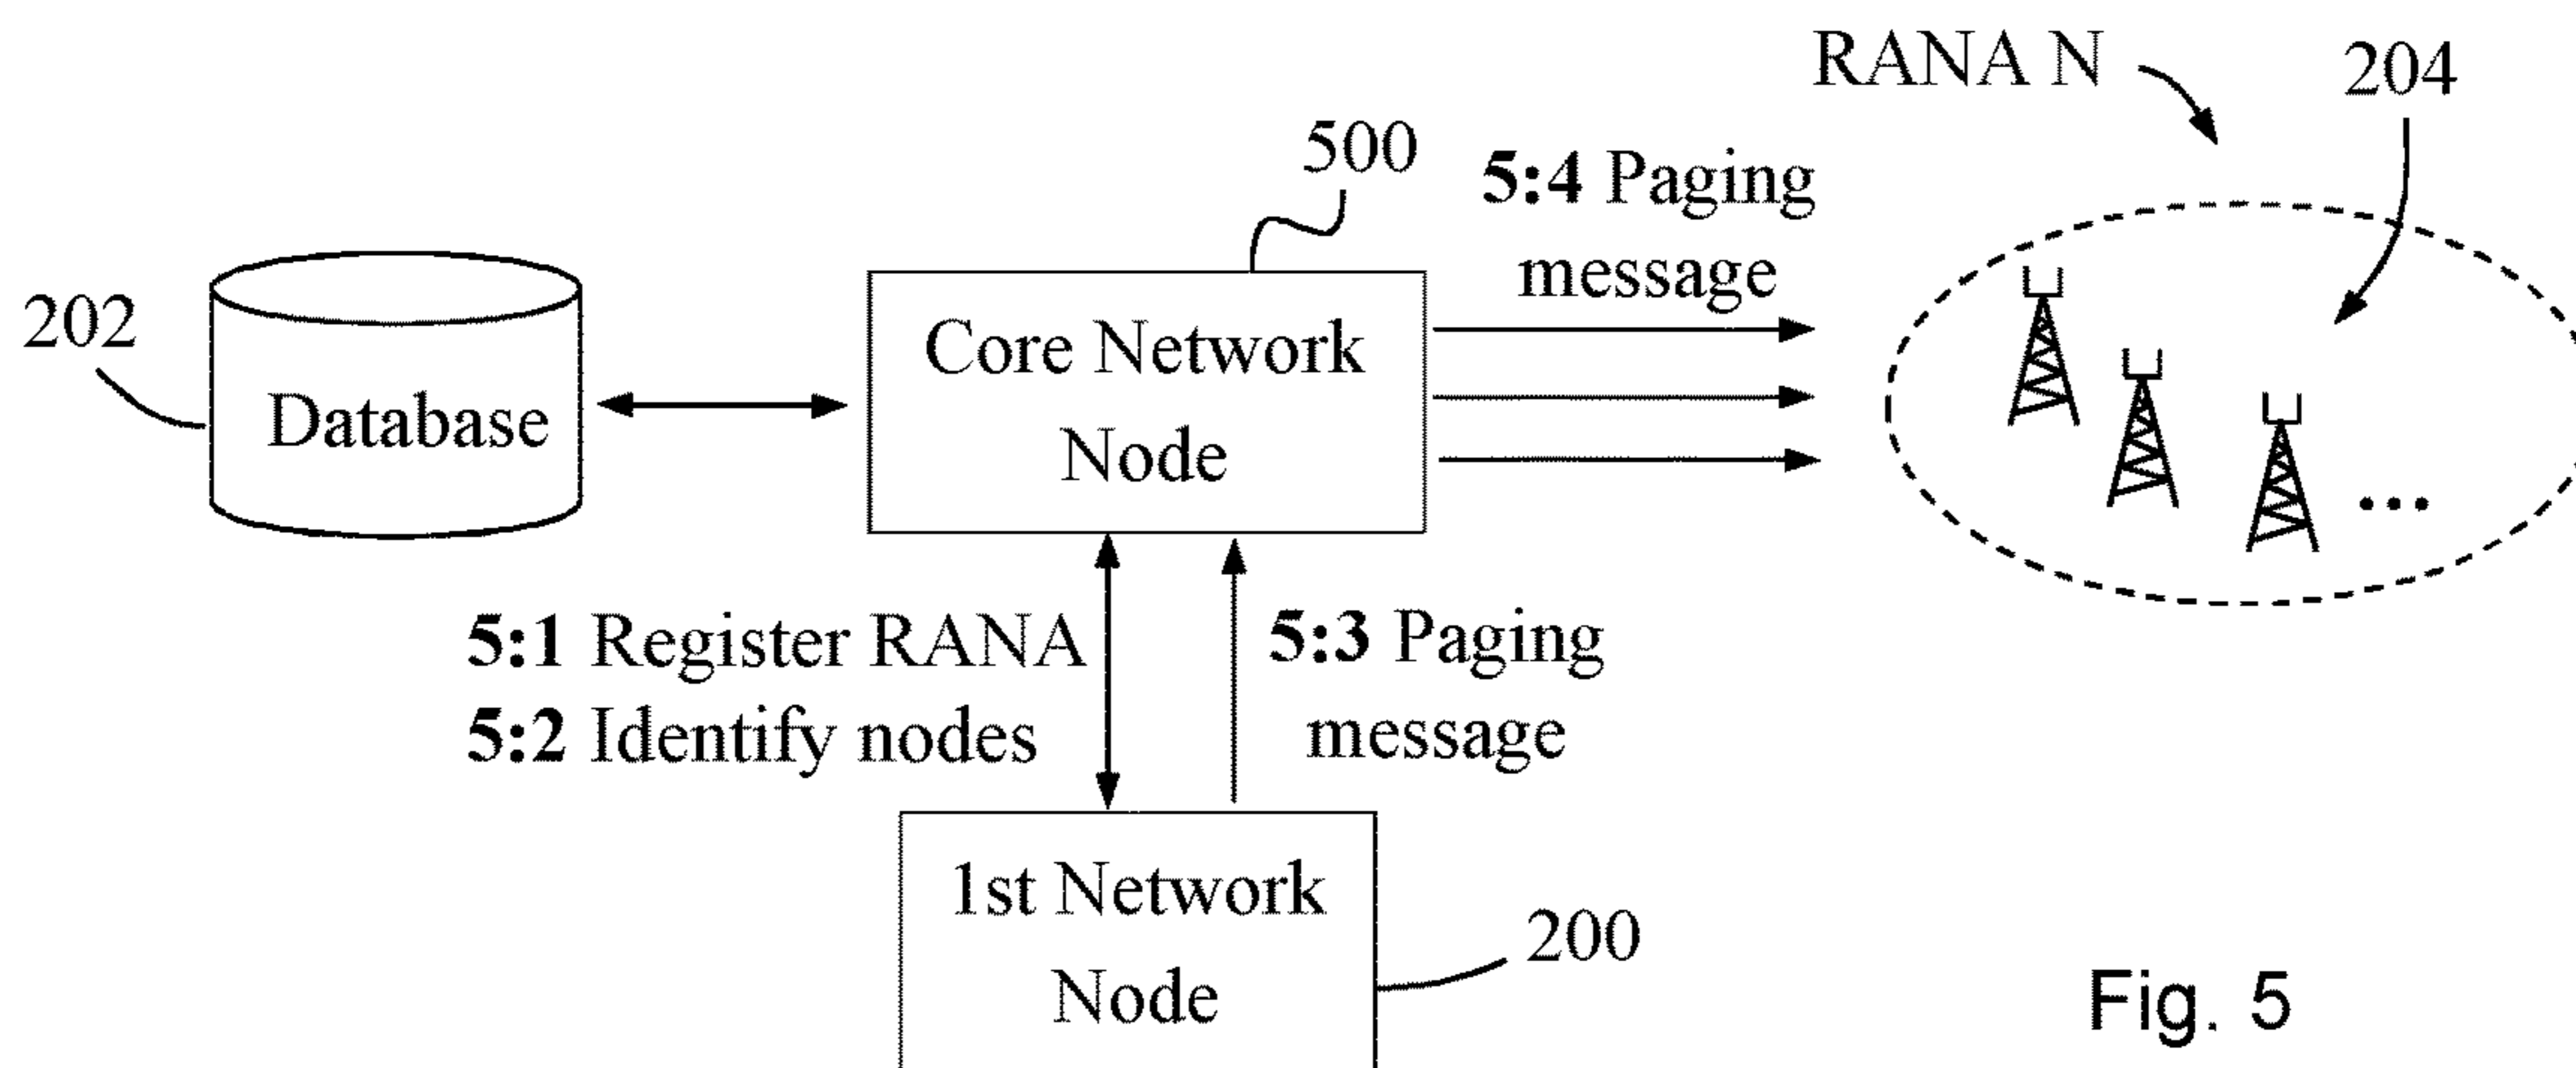 RANA N
204
500
5:4 Paging
message
202
Database
Core Network
Node
5:1 Register RANA
5:2 Identify nodes
5:3 Paging
message
1st Network
Node
200
Fig. 5